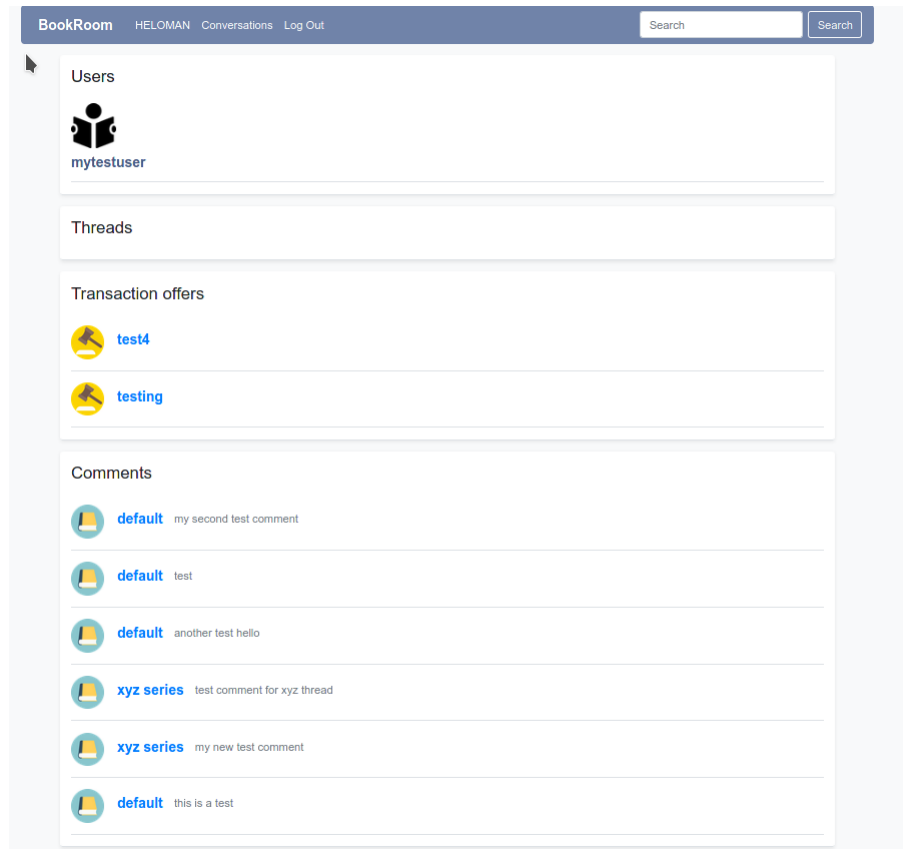 BookRoom HELOMAN Conversations Log Out Search Search
Users
mytestuser
Threads
Transaction offers
test4
testing
Comments
default my second test comment
default test
default another test hello
xyz series test comment for xyz thread
xyz series my new test comment
default this is a test